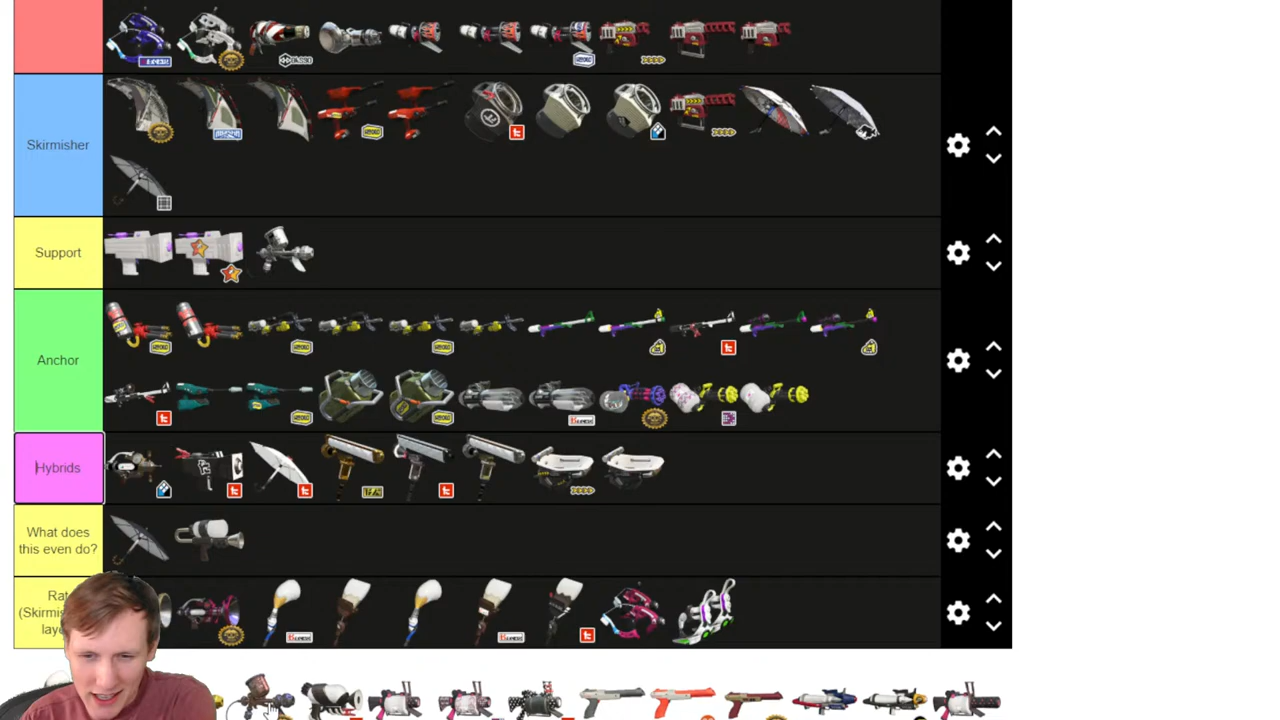 Skirmisher
Support
Anchor
Hybrids
What does
this even do?
Rat
(Skirmis
laye